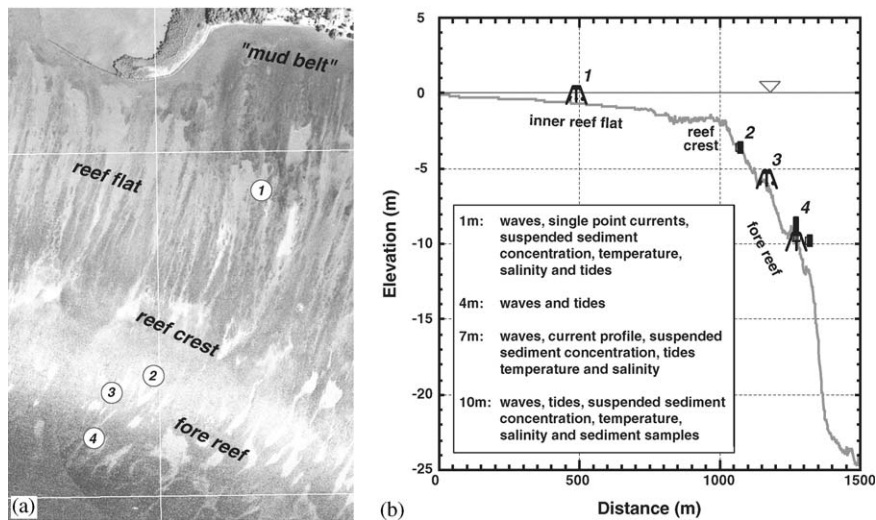 "mud belt"
reef flat
1
reef crest
2
3
fore reef
4
(a)
5
0
-5
-10
-15
-20
-25
Elevation (m)
1
inner reef flat
reef
crest
2
3
4
fore reef
1m: waves, single point currents,
suspended sediment
concentration, temperature,
salinity and tides
4m: waves and tides
7m: waves, current profile, suspended
sediment concentration, tides
temperature and salinity
10m: waves, tides, suspended sediment
concentration, temperature,
salinity and sediment samples
0
500
1000
1500
(b)
Distance (m)